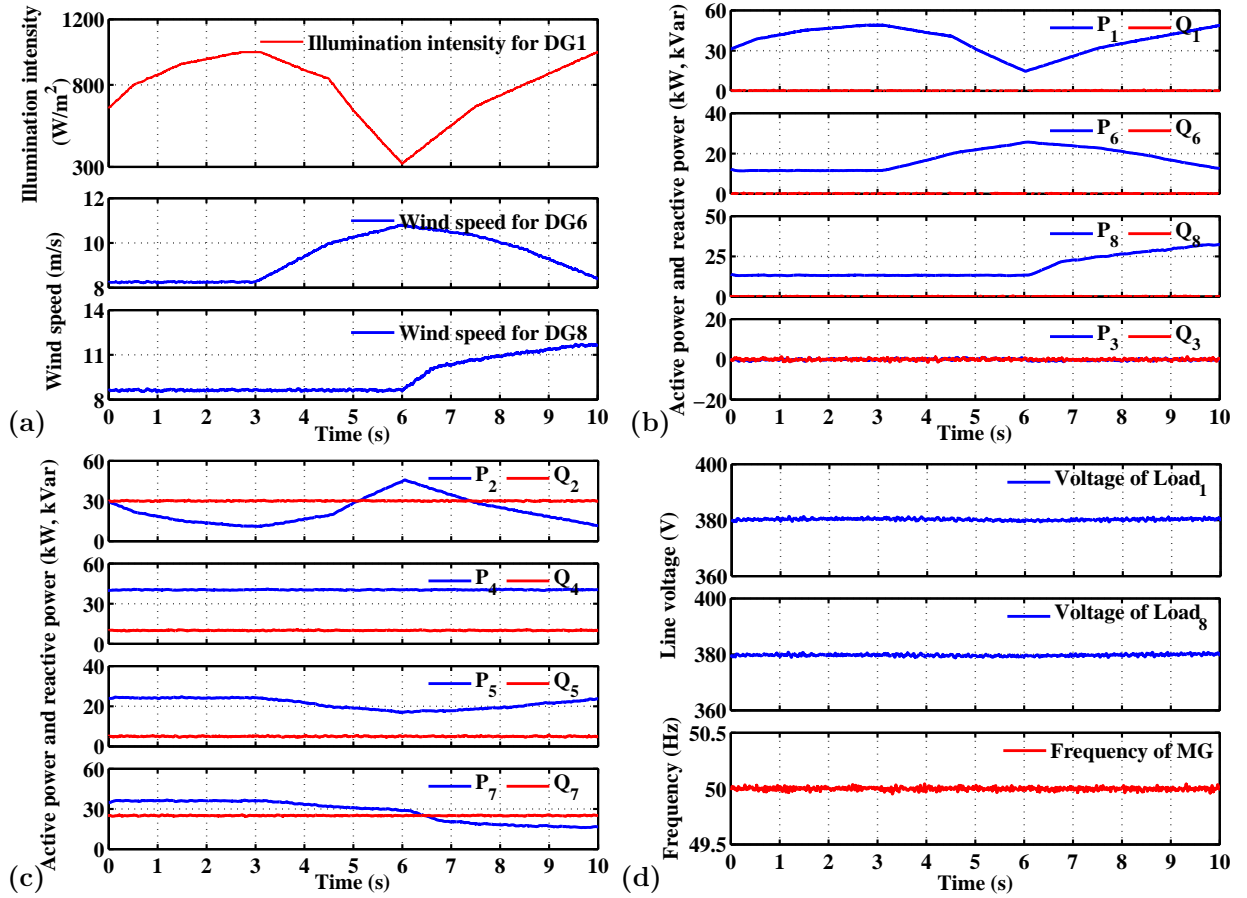 Illumination intensity
(W/m²)
1200
800
300
Illumination intensity for DG1
Wind speed (m/s)
12
10
8
Wind speed for DG6
14
11
8
Wind speed for DG8
0 1 2 3 4 5 6 7 8 9 10
Time (s)
(a)
Active power and reactive power (kW, kVar)
60
30
0
P1 Q1
40
20
0
P6 Q6
50
25
0
P8 Q8
20
0
−20
P3 Q3
0 1 2 3 4 5 6 7 8 9 10
Time (s)
(b)
Active power and reactive power (kW, kVar)
60
30
0
P2 Q2
60
30
0
P4 Q4
40
20
0
P5 Q5
60
30
0
P7 Q7
0 1 2 3 4 5 6 7 8 9 10
Time (s)
(c)
Line voltage (V)
400
380
360
Voltage of Load1
400
380
360
Voltage of Load8
Frequency (Hz)
50.5
50
49.5
Frequency of MG
0 1 2 3 4 5 6 7 8 9 10
Time (s)
(d)